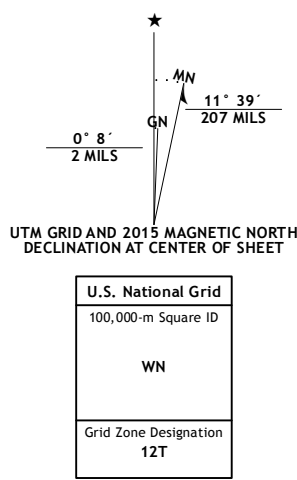 ★
MN
GN
11° 39´
207 MILS
0° 8´
2 MILS
UTM GRID AND 2015 MAGNETIC NORTH
DECLINATION AT CENTER OF SHEET
U.S. National Grid
100,000-m Square ID
WN
Grid Zone Designation
12T